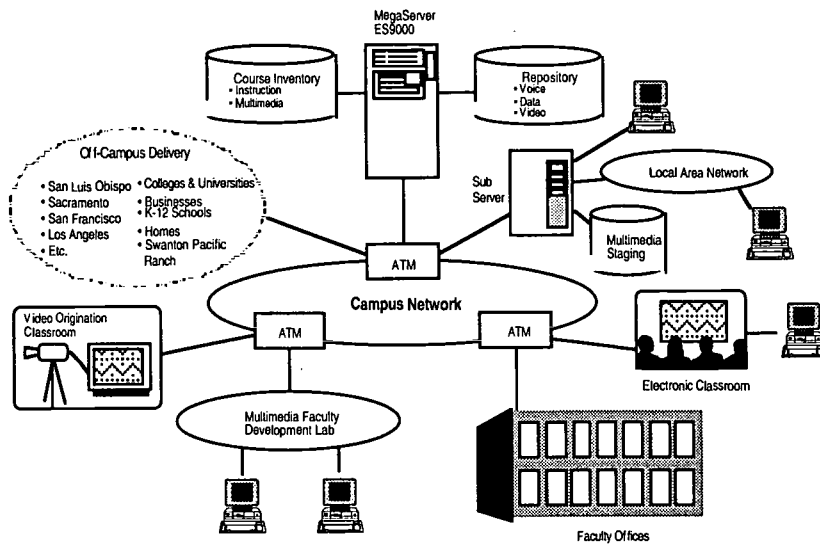 MegaServer
ES9000
Course Inventory
• Instruction
• Multimedia
Repository
• Voice
• Data
• Video
Off-Campus Delivery
• San Luis Obispo
• Sacramento
• San Francisco
• Los Angeles
• Etc.
• Colleges & Universities
• Businesses
• K-12 Schools
• Homes
• Swanton Pacific
Ranch
Sub
Server
Local Area Network
Multimedia
Staging
ATM
Campus Network
ATM
ATM
Video Origination
Classroom
Electronic Classroom
Multimedia Faculty
Development Lab
Faculty Offices